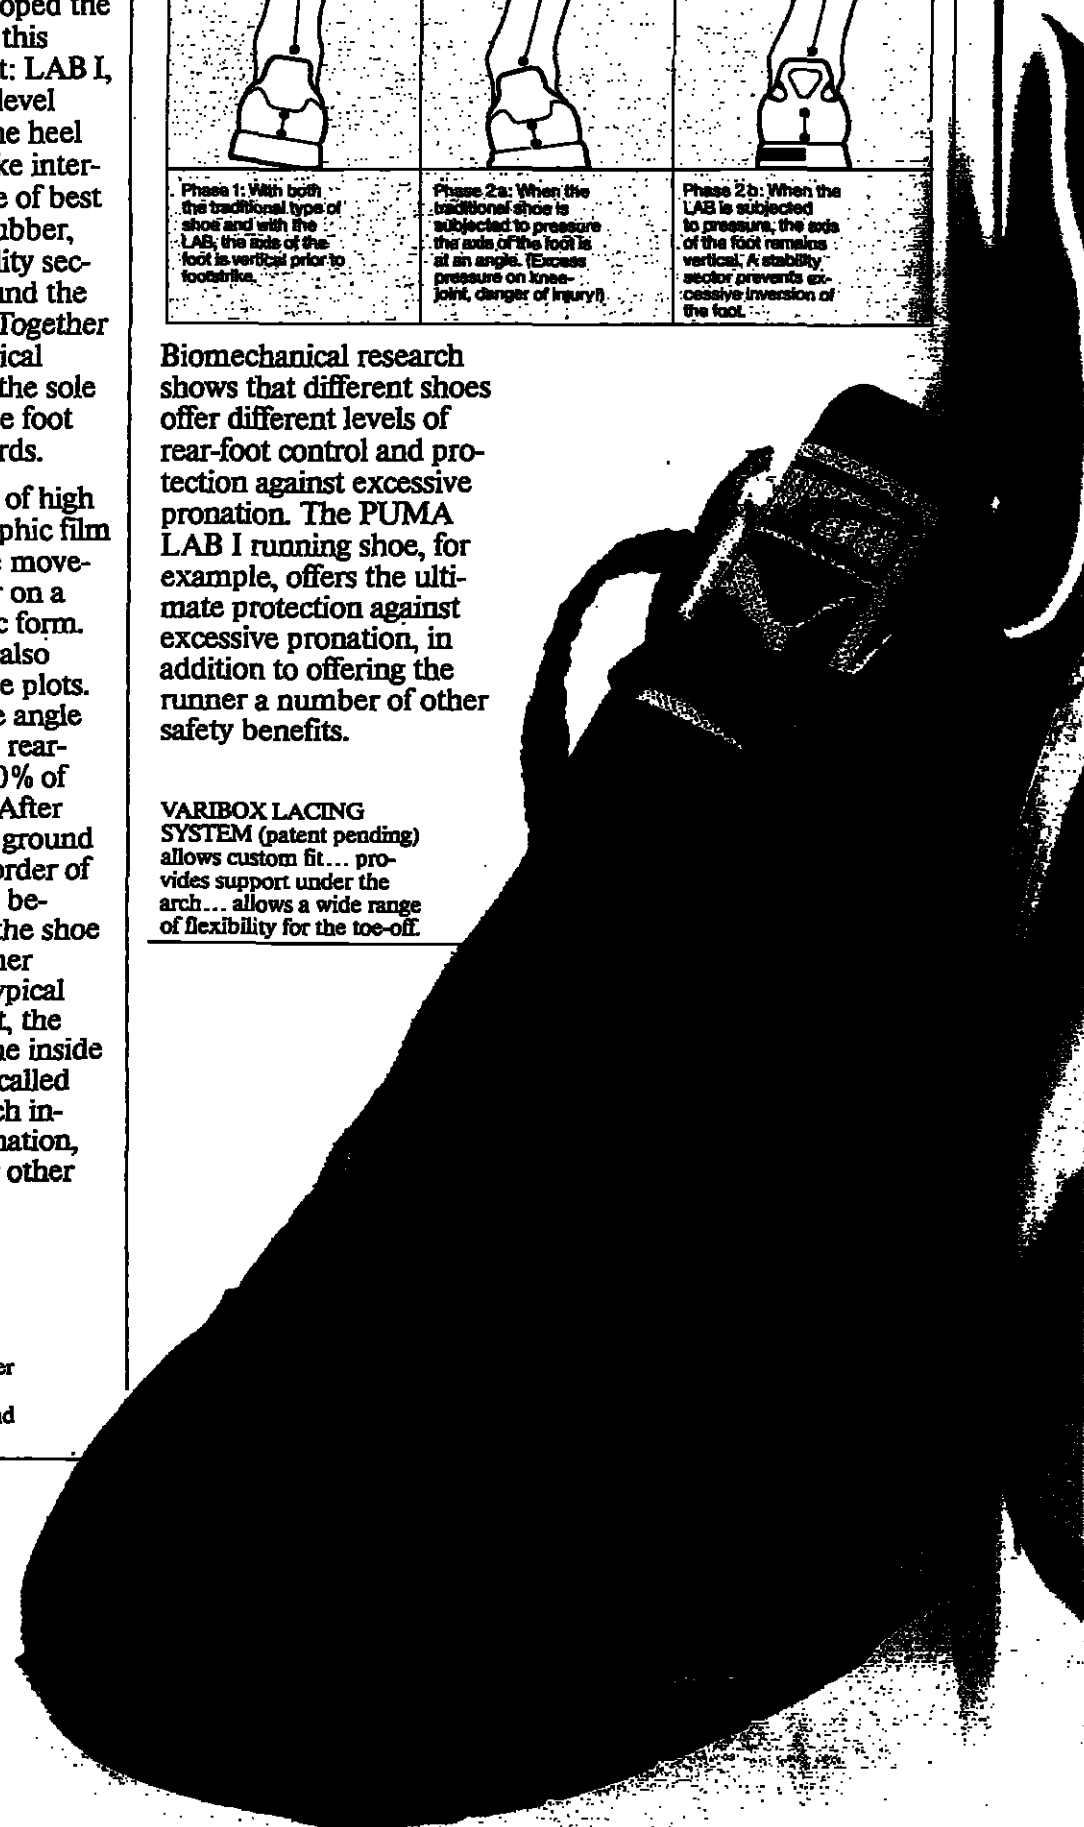 oped the
this
t: LAB I,
level
ne heel
ke inter-
e of best
ubber,
lity sec-
und the
Together
ical
the sole
e foot
rds.
of high
phic film
e move-
r on a
c form.
also
e plots.
e angle
rear-
0% of
After
ground
order of
be-
the shoe
her
ypical
t, the
ne inside
called
ch in-
nation,
r other
er
nd
Phase 1: With both
the traditional type of
shoe and with the
LAB, the axis of the
foot is vertical prior to
footstrike.
Phase 2a: When the
traditional shoe is
subjected to pressure
the axis of the foot is
at an angle. (Excess
pressure on knee-
joint, danger of injury!)
Phase 2b: When the
LAB is subjected
to pressure, the axis
of the foot remains
vertical. A stability
sector prevents ex-
cessive inversion of
the foot.
Biomechanical research
shows that different shoes
offer different levels of
rear-foot control and pro-
tection against excessive
pronation. The PUMA
LAB I running shoe, for
example, offers the ulti-
mate protection against
excessive pronation, in
addition to offering the
runner a number of other
safety benefits.
VARIBOX LACING
SYSTEM (patent pending)
allows custom fit... pro-
vides support under the
arch... allows a wide range
of flexibility for the toe-off.